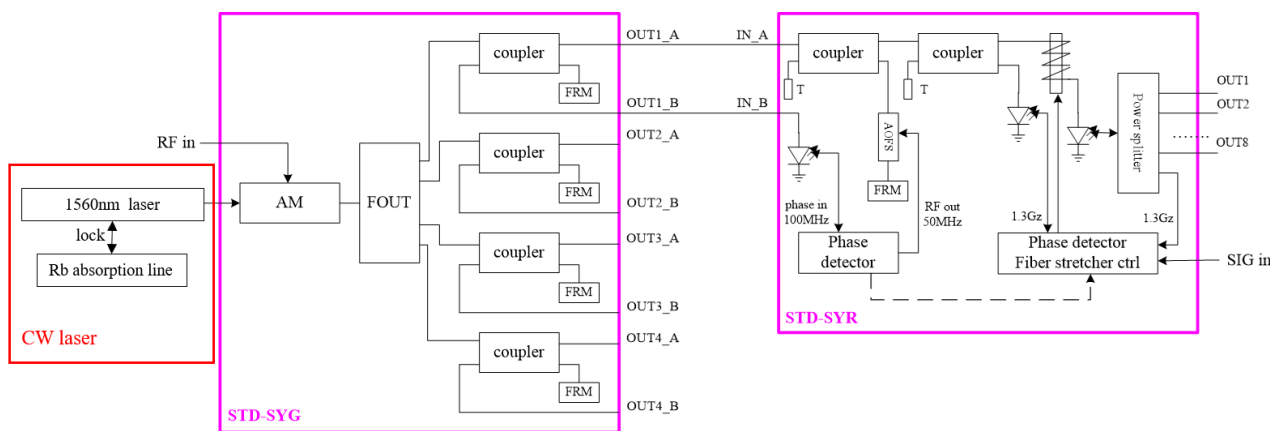 RF in
1560nm laser
lock
Rb absorption line
CW laser
AM
FOUT
coupler
FRM
coupler
FRM
coupler
FRM
coupler
FRM
STD-SYG
OUT1_A
OUT1_B
OUT2_A
OUT2_B
OUT3_A
OUT3_B
OUT4_A
OUT4_B
IN_A
IN_B
coupler
T
coupler
T
AOFS
FRM
phase in
100MHz
RF out
50MHz
Phase
detector
1.3Gz
1.3Gz
Phase detector
Fiber stretcher ctrl
Power splitter
OUT1
OUT2
........
OUT8
SIG in
STD-SYR